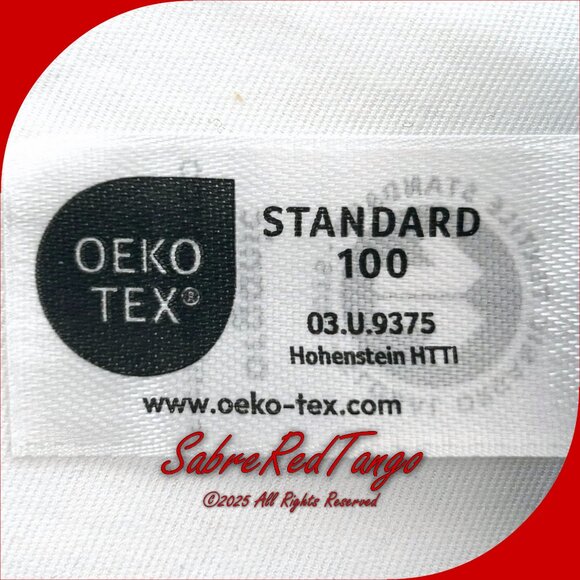 OEKO
TEX®
STANDARD
100
03.U.9375
Hohenstein HTTI
www.oeko-tex.com
SabreRedTango
©2025 All Rights Reserved